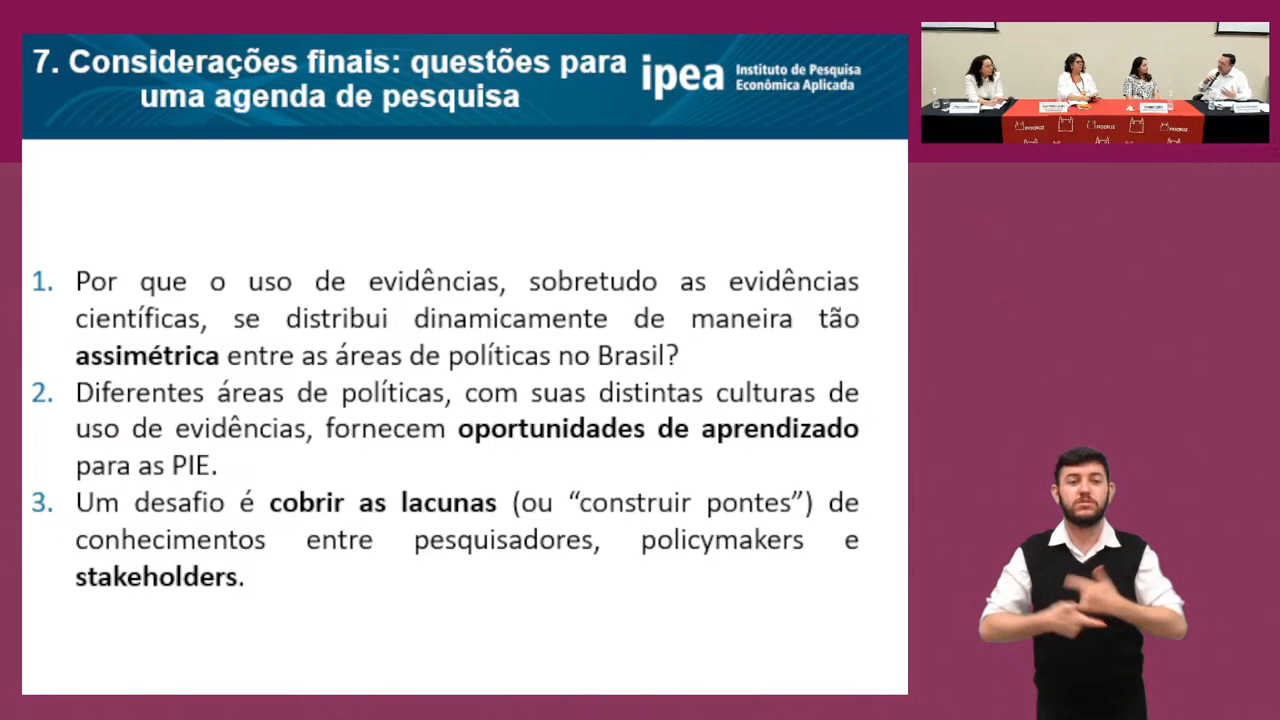 7. Considerações finais: questões para
uma agenda de pesquisa
ipea
Instituto de Pesquisa
Econômica Aplicada
1. Por que o uso de evidências, sobretudo as evidências
científicas, se distribui dinamicamente de maneira tão
assimétrica entre as áreas de políticas no Brasil?
2. Diferentes áreas de políticas, com suas distintas culturas de
uso de evidências, fornecem oportunidades de aprendizado
para as PIE.
3. Um desafio é cobrir as lacunas (ou “construir pontes”) de
conhecimentos entre pesquisadores, policymakers e
stakeholders.
FIOCRUZ
FIOCRUZ
FIOCRUZ